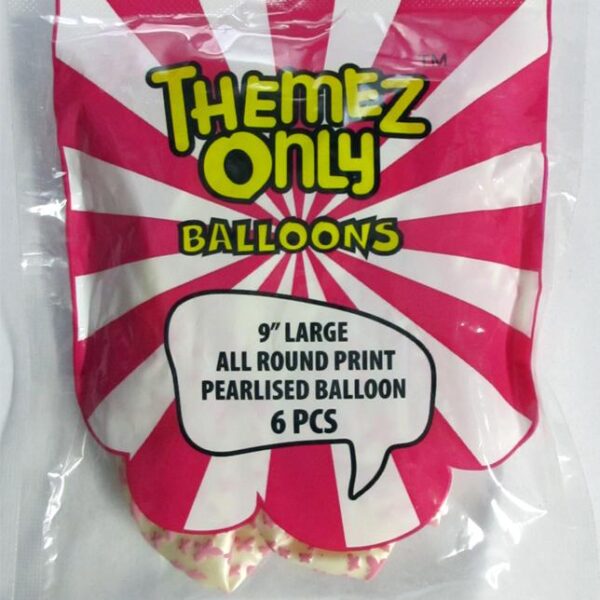 THEMEZ TM
ONLY
BALLOONS
9" LARGE
ALL ROUND PRINT
PEARLISED BALLOON
6 PCS